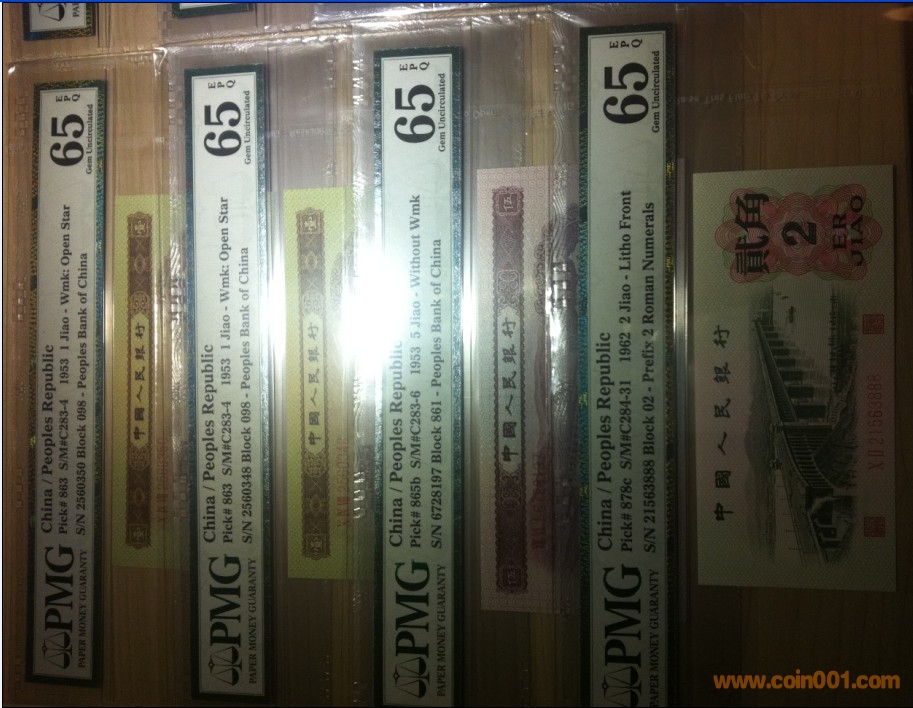 China / Peoples Republic
Pick# 863 S/M#C283-4 1953 1 Jiao - Wmk: Open Star
S/N 2560350 Block 098 - Peoples Bank of China
65
EPQ
Gem Uncirculated
PMG
PAPER MONEY GUARANTY
中國人民銀行
China / Peoples Republic
Pick# 863 S/M#C283-4 1953 1 Jiao - Wmk: Open Star
S/N 2560348 Block 098 - Peoples Bank of China
65
EPQ
Gem Uncirculated
PMG
PAPER MONEY GUARANTY
中國人民銀行
China / Peoples Republic
Pick# 865b S/M#C283-6 1953 5 Jiao - Without Wmk
S/N 6728197 Block 861 - Peoples Bank of China
65
EPQ
Gem Uncirculated
PMG
PAPER MONEY GUARANTY
伍 中國人民銀行 伍
China / Peoples Republic
Pick# 878c S/M#C284-31 1962 2 Jiao - Litho Front
S/N 21563888 Block 02 - Prefix 2 Roman Numerals
65
EPQ
Gem Uncirculated
PMG
PAPER MONEY GUARANTY
中國人民銀行
貳角
2
ER JIAO
21563888
www.coin001.com